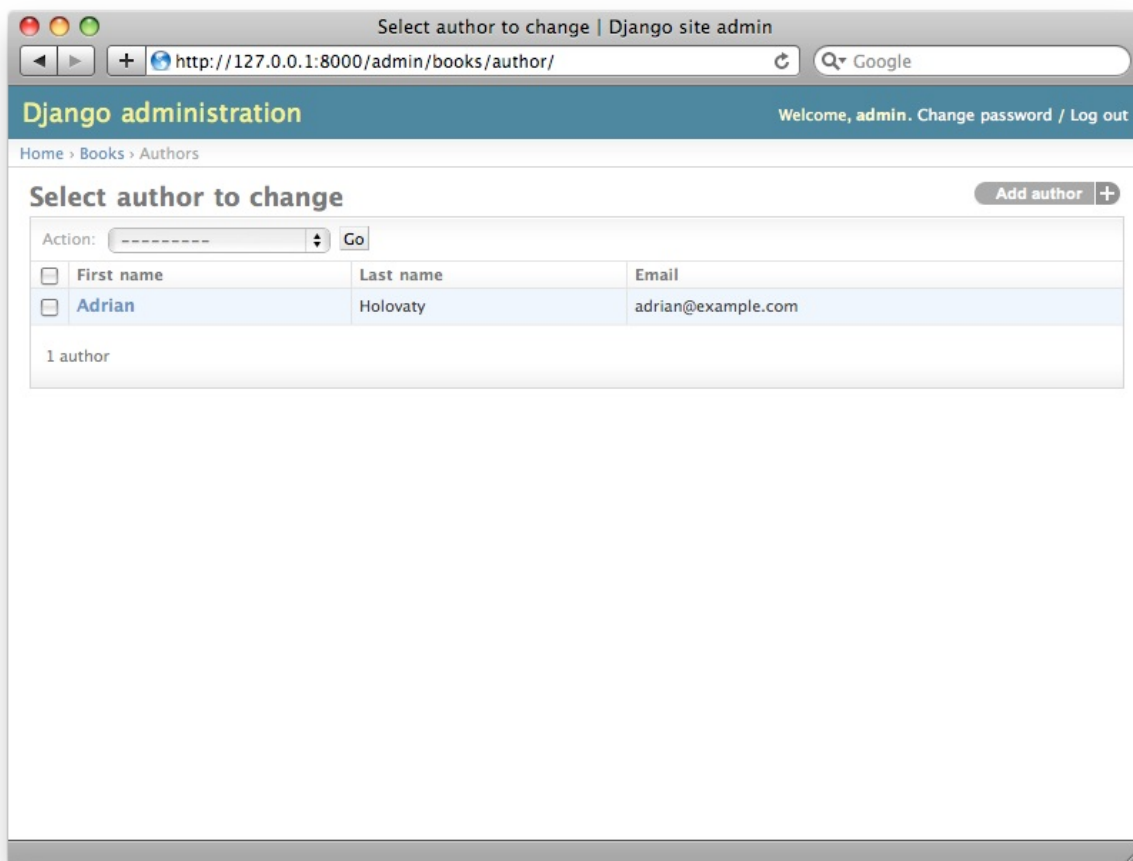 Select author to change | Django site admin
http://127.0.0.1:8000/admin/books/author/ Google
Django administration Welcome, admin. Change password / Log out
Home › Books › Authors
Select author to change Add author
Action: --------- Go
First name Last name Email
Adrian Holovaty adrian@example.com
1 author